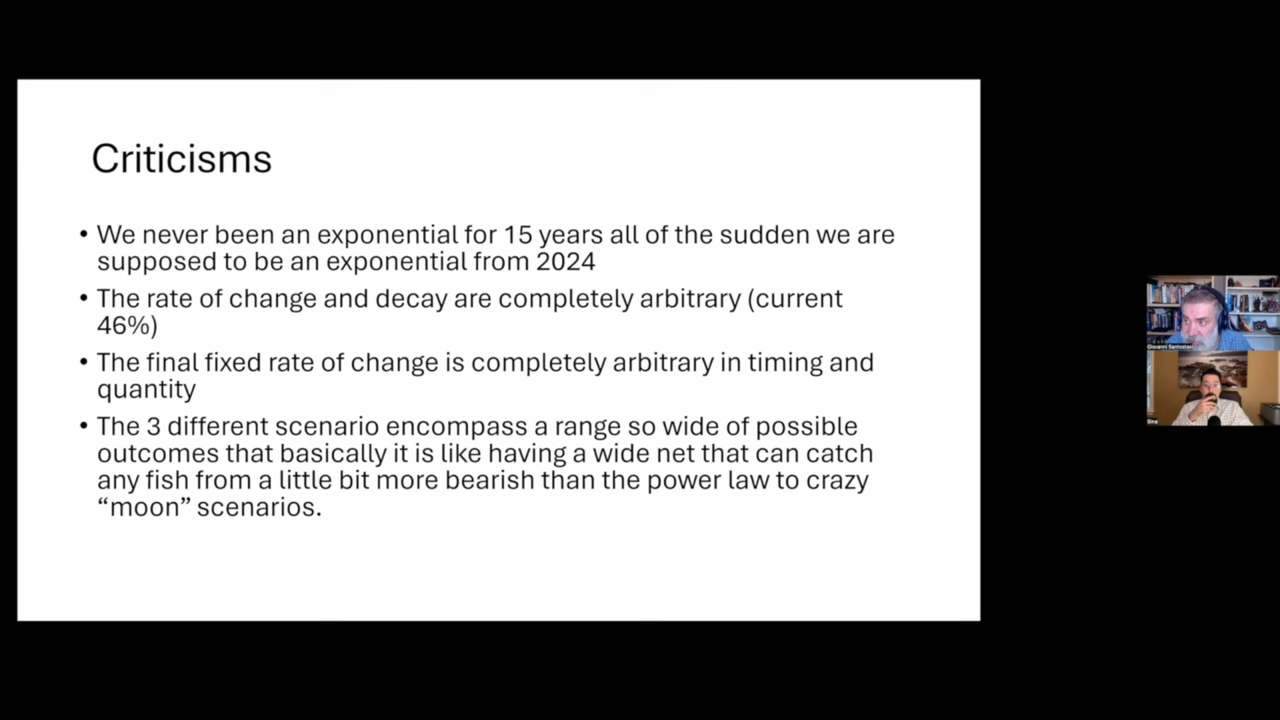 Criticisms
• We never been an exponential for 15 years all of the sudden we are
supposed to be an exponential from 2024
• The rate of change and decay are completely arbitrary (current
46%)
• The final fixed rate of change is completely arbitrary in timing and
quantity
• The 3 different scenario encompass a range so wide of possible
outcomes that basically it is like having a wide net that can catch
any fish from a little bit more bearish than the power law to crazy
“moon” scenarios.
Giovanni Santostasi